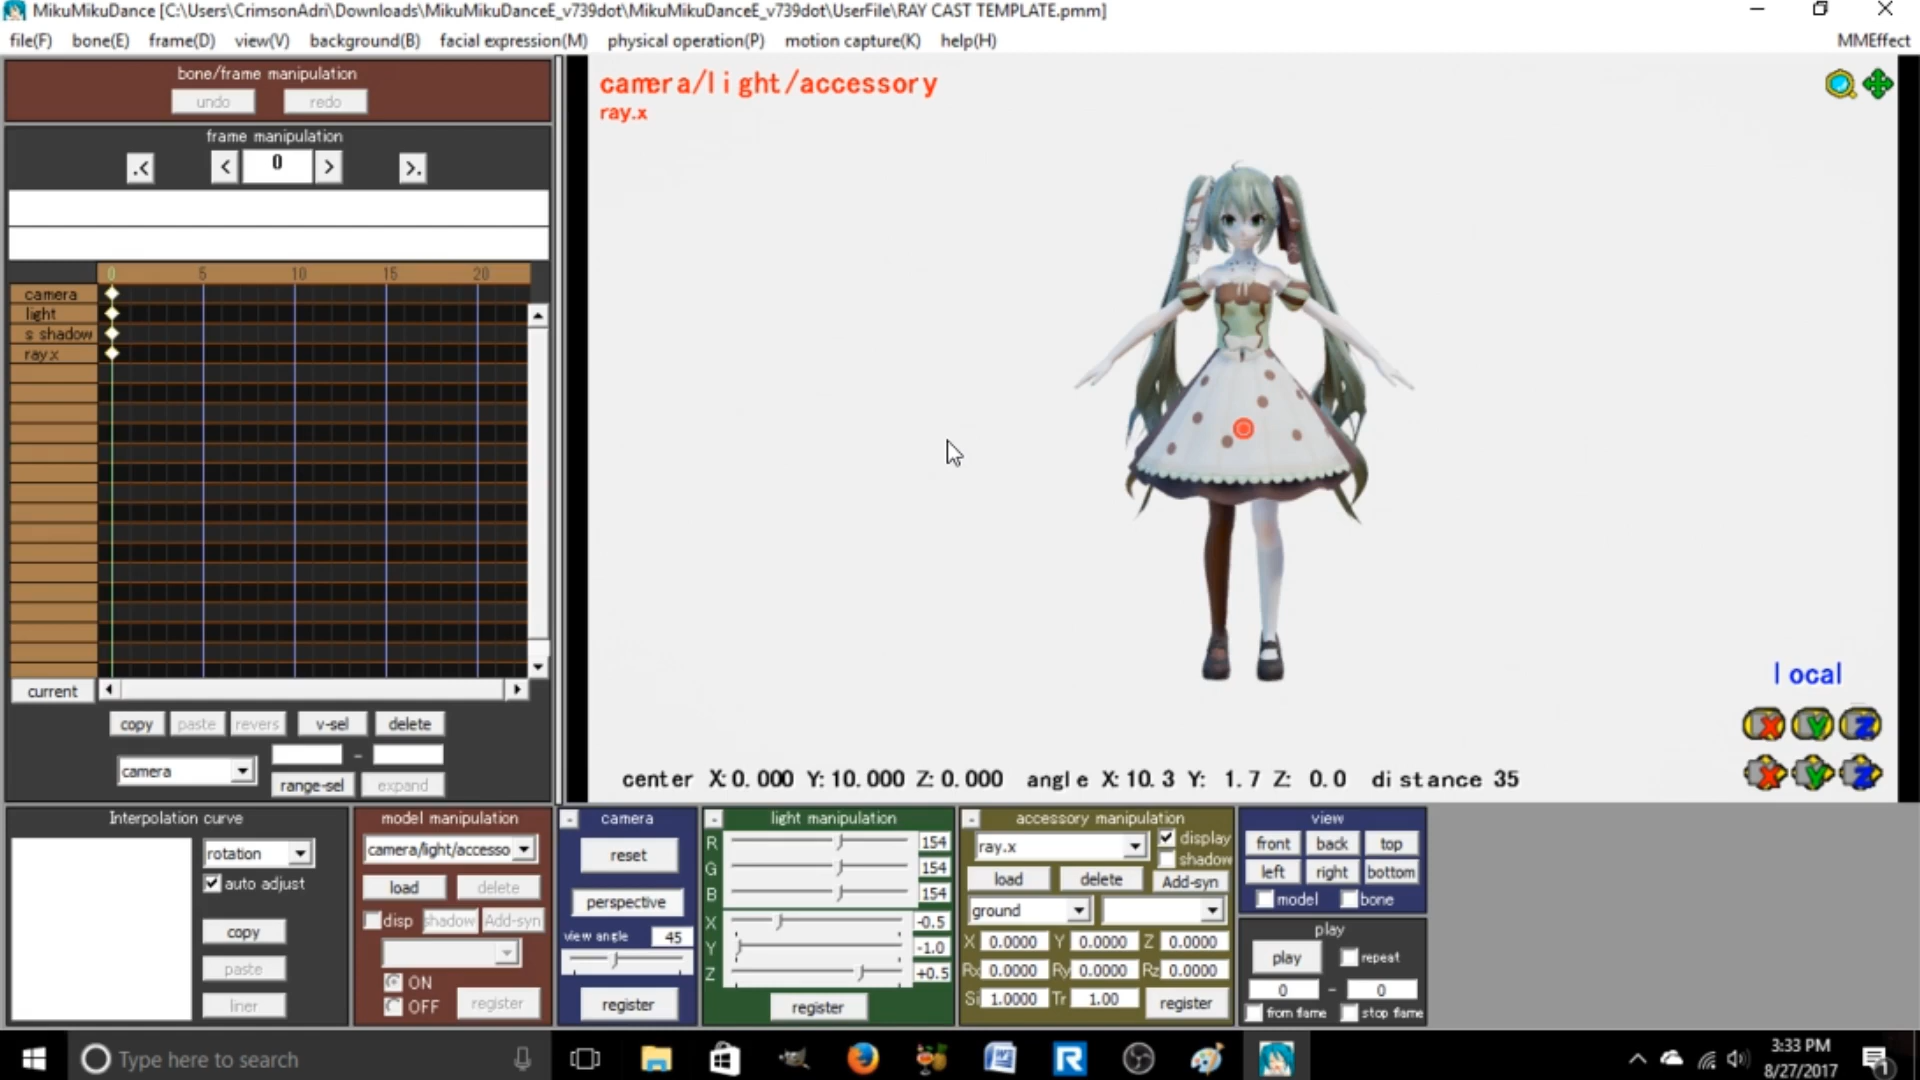 MikuMikuDance [C:\Users\CrimsonAdri\Downloads\MikuMikuDanceE_v739dot\MikuMikuDanceE_v739dot\UserFile\RAY CAST TEMPLATE.pmm]
file(F) bone(E) frame(D) view(V) background(B) facial expression(M) physical operation(P) motion capture(K) help(H) MMEffect
bone/frame manipulation
undo redo
frame manipulation
.< < 0 > >.
camera/light/accessory
ray.x
0 5 10 15 20
camera
light
s shadow
ray.x
current
copy paste revers v-sel delete
camera -
range-sel expand
local
X Y Z
X Y Z
center X:0.000 Y:10.000 Z:0.000 angle X:10.3 Y: 1.7 Z: 0.0 distance 35
Interpolation curve
rotation
auto adjust
copy
paste
liner
model manipulation
camera/light/accesso
load delete
disp shadow Add-syn
ON
OFF register
- camera
reset
perspective
view angle 45
register
- light manipulation
R 154
G 154
B 154
X -0.5
Y -1.0
Z +0.5
register
- accessory manipulation
ray.x display
shadow
load delete Add-syn
ground
X 0.0000 Y 0.0000 Z 0.0000
Rx 0.0000 Ry 0.0000 Rz 0.0000
Si 1.0000 Tr 1.00 register
view
front back top
left right bottom
model bone
play
play repeat
0 - 0
from flame stop flame
Type here to search
3:33 PM
8/27/2017
1